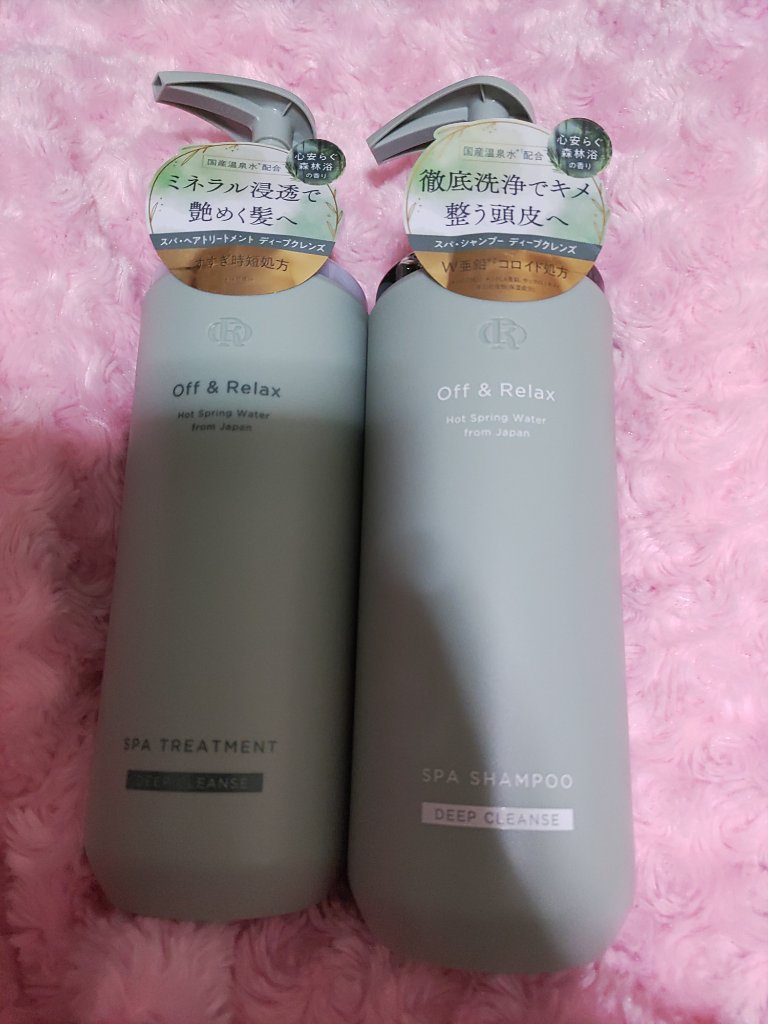 国産温泉水*配合
心安らぐ
森林浴
の香り
ミネラル浸透で
艶めく髪へ
スパ・ヘアトリートメント ディープクレンズ
すすぎ時短処方
Off & Relax
Hot Spring Water
from Japan
SPA TREATMENT
DEEP CLEANSE
国産温泉水*配合
心安らぐ
森林浴
の香り
徹底洗浄でキメ
整う頭皮へ
スパ・シャンプー ディープクレンズ
W亜鉛 コロイド処方
Off & Relax
Hot Spring Water
from Japan
SPA SHAMPOO
DEEP CLEANSE